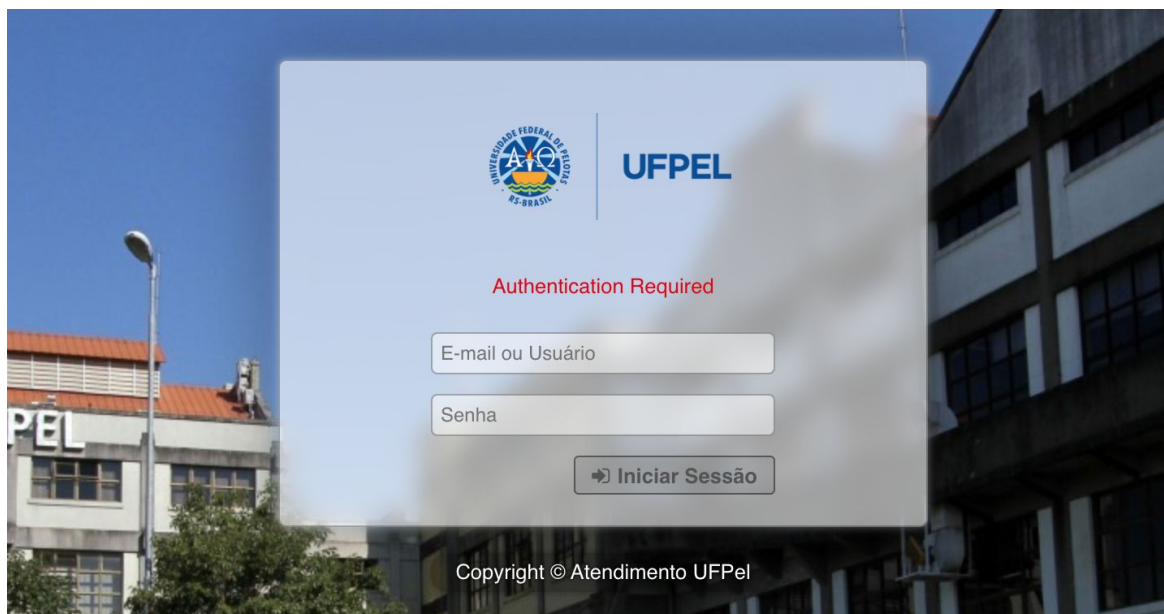 UNIVERSIDADE FEDERAL DE PELOTAS
ΑΩ
RS-BRASIL
UFPEL
Authentication Required
E-mail ou Usuário
Senha
PEL
Iniciar Sessão
Copyright © Atendimento UFPel